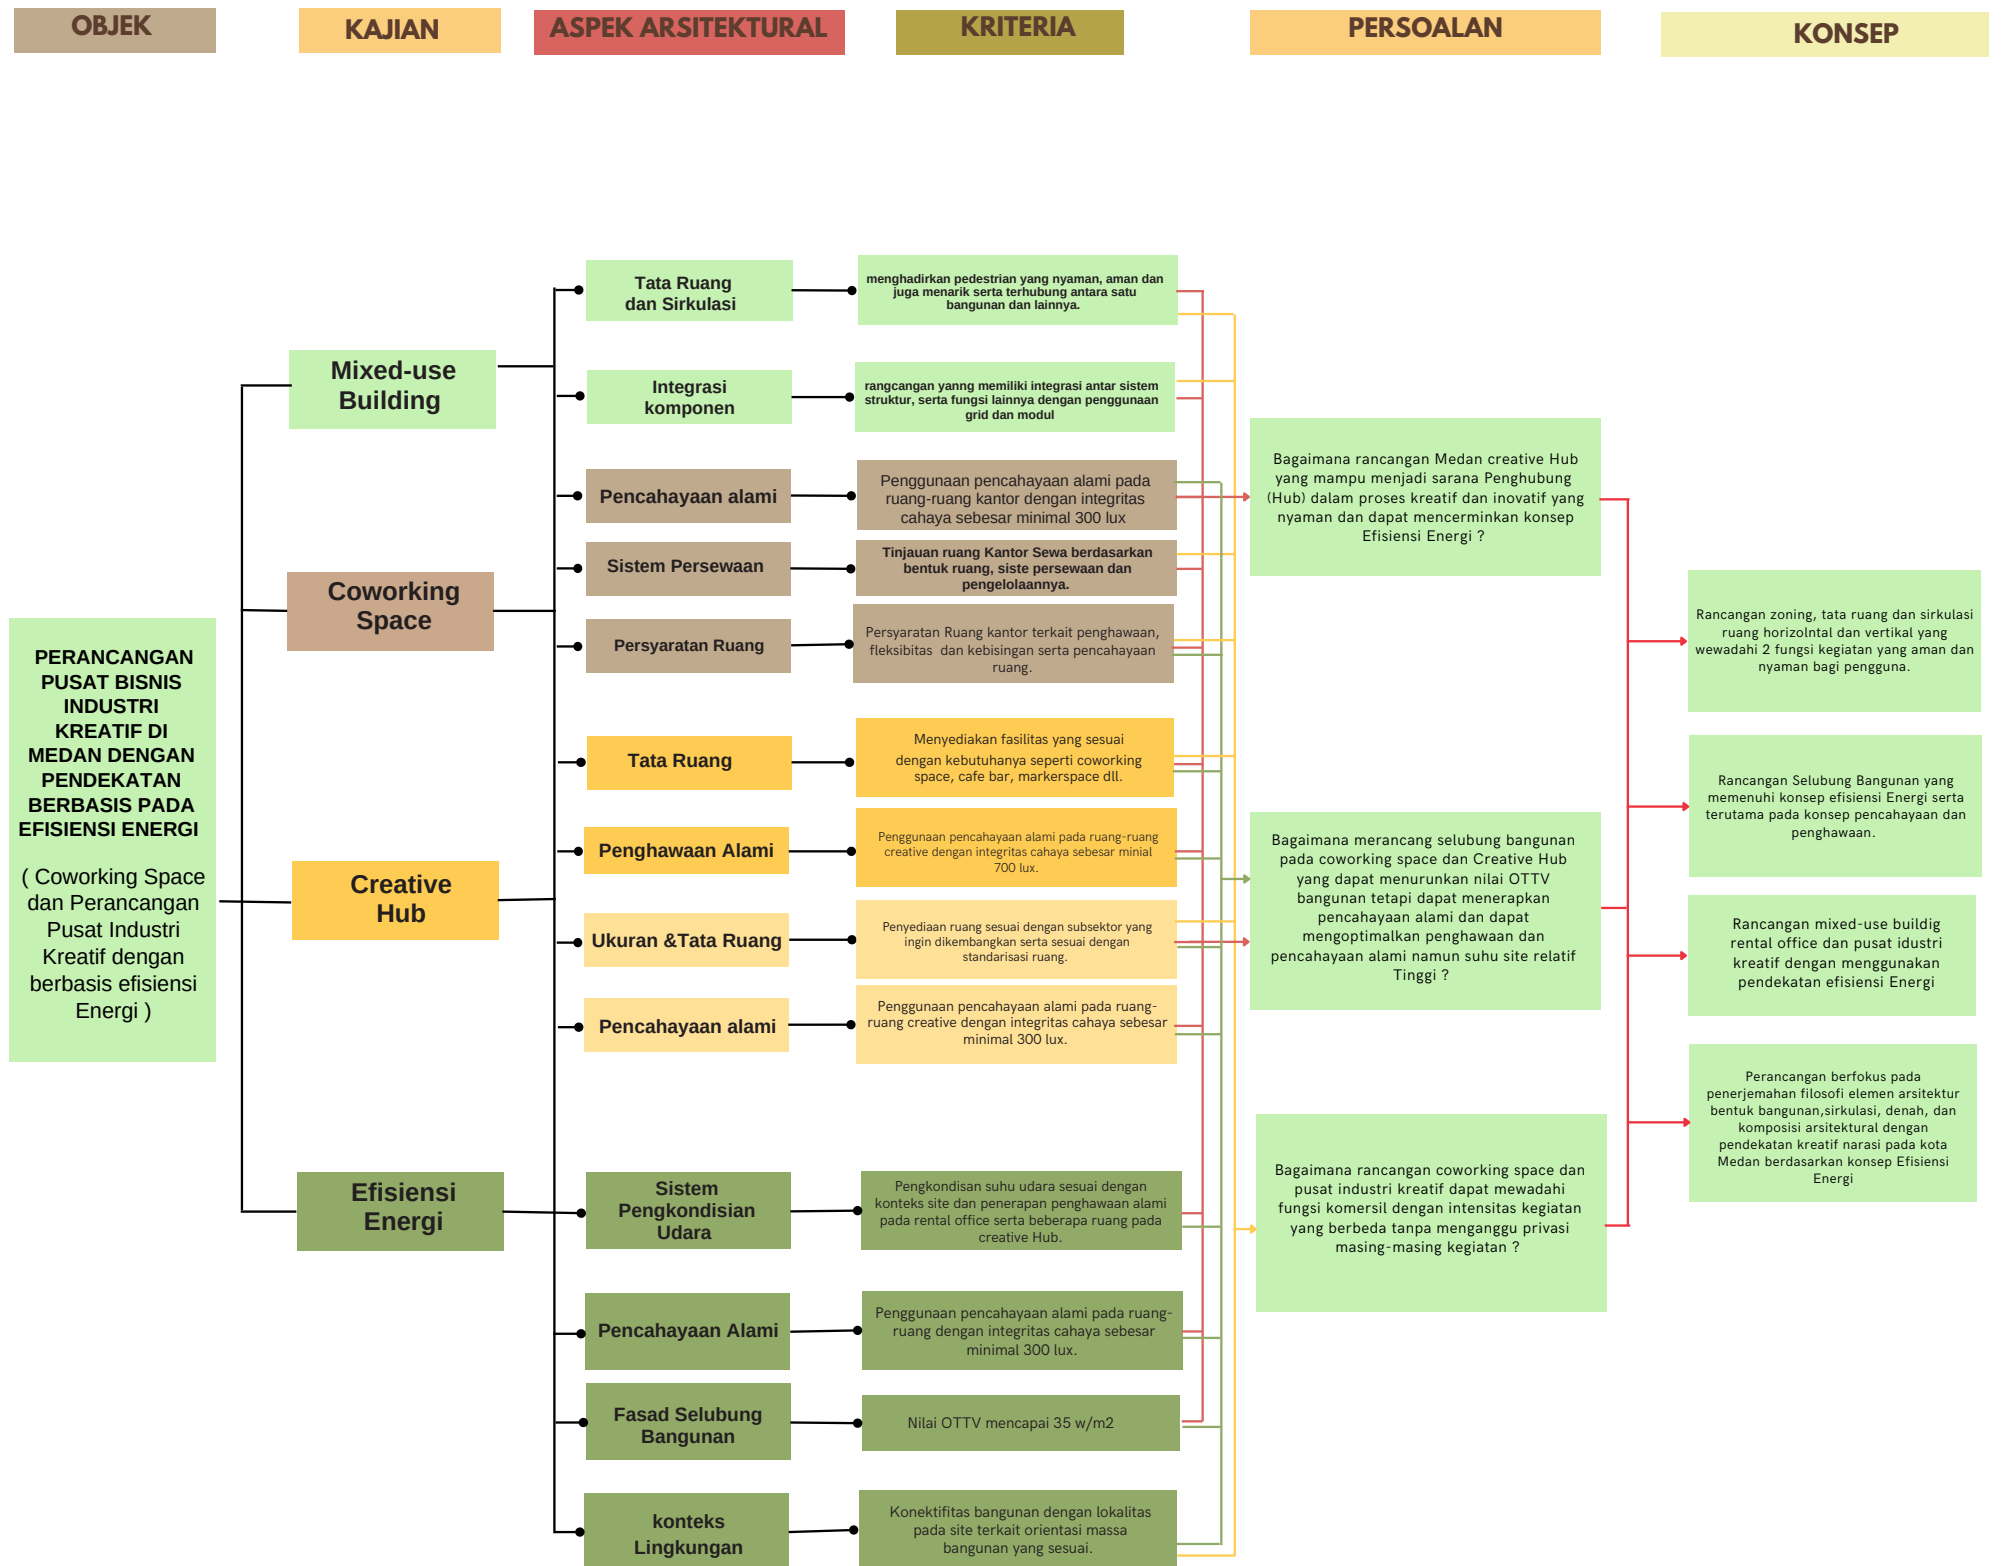 OBJEK
KAJIAN
ASPEK ARSITEKTURAL
KRITERIA
PERSOALAN
KONSEP
PERANCANGAN
PUSAT BISNIS
INDUSTRI
KREATIF DI
MEDAN DENGAN
PENDEKATAN
BERBASIS PADA
EFISIENSI ENERGI
( Coworking Space
dan Perancangan
Pusat Industri
Kreatif dengan
berbasis efisiensi
Energi )
Mixed-use
Building
Coworking
Space
Creative
Hub
Efisiensi
Energi
Tata Ruang
dan Sirkulasi
Integrasi
komponen
Pencahayaan alami
Sistem Persewaan
Persyaratan Ruang
Tata Ruang
Penghawaan Alami
Ukuran &Tata Ruang
Pencahayaan alami
Sistem
Pengkondisian
Udara
Pencahayaan Alami
Fasad Selubung
Bangunan
konteks
Lingkungan
menghadirkan pedestrian yang nyaman, aman dan
juga menarik serta terhubung antara satu
bangunan dan lainnya.
rangcangan yanng memiliki integrasi antar sistem
struktur, serta fungsi lainnya dengan penggunaan
grid dan modul
Penggunaan pencahayaan alami pada
ruang-ruang kantor dengan integritas
cahaya sebesar minimal 300 lux
Tinjauan ruang Kantor Sewa berdasarkan
bentuk ruang, siste persewaan dan
pengelolaannya.
Persyaratan Ruang kantor terkait penghawaan,
fleksibitas dan kebisingan serta pencahayaan
ruang.
Menyediakan fasilitas yang sesuai
dengan kebutuhanya seperti coworking
space, cafe bar, markerspace dll.
Penggunaan pencahayaan alami pada ruang-ruang
creative dengan integritas cahaya sebesar minial
700 lux.
Penyediaan ruang sesuai dengan subsektor yang
ingin dikembangkan serta sesuai dengan
standarisasi ruang.
Penggunaan pencahayaan alami pada ruang-
ruang creative dengan integritas cahaya sebesar
minimal 300 lux.
Pengkondisan suhu udara sesuai dengan
konteks site dan penerapan penghawaan alami
pada rental office serta beberapa ruang pada
creative Hub.
Penggunaan pencahayaan alami pada ruang-
ruang dengan integritas cahaya sebesar
minimal 300 lux.
Nilai OTTV mencapai 35 w/m2
Konektifitas bangunan dengan lokalitas
pada site terkait orientasi massa
bangunan yang sesuai.
Bagaimana rancangan Medan creative Hub
yang mampu menjadi sarana Penghubung
(Hub) dalam proses kreatif dan inovatif yang
nyaman dan dapat mencerminkan konsep
Efisiensi Energi ?
Bagaimana merancang selubung bangunan
pada coworking space dan Creative Hub
yang dapat menurunkan nilai OTTV
bangunan tetapi dapat menerapkan
pencahayaan alami dan dapat
mengoptimalkan penghawaan dan
pencahayaan alami namun suhu site relatif
Tinggi ?
Bagaimana rancangan coworking space dan
pusat industri kreatif dapat mewadahi
fungsi komersil dengan intensitas kegiatan
yang berbeda tanpa menganggu privasi
masing-masing kegiatan ?
Rancangan zoning, tata ruang dan sirkulasi
ruang horizolntal dan vertikal yang
wewadahi 2 fungsi kegiatan yang aman dan
nyaman bagi pengguna.
Rancangan Selubung Bangunan yang
memenuhi konsep efisiensi Energi serta
terutama pada konsep pencahayaan dan
penghawaan.
Rancangan mixed-use buildig
rental office dan pusat idustri
kreatif dengan menggunakan
pendekatan efisiensi Energi
Perancangan berfokus pada
penerjemahan filosofi elemen arsitektur
bentuk bangunan,sirkulasi, denah, dan
komposisi arsitektural dengan
pendekatan kreatif narasi pada kota
Medan berdasarkan konsep Efisiensi
Energi